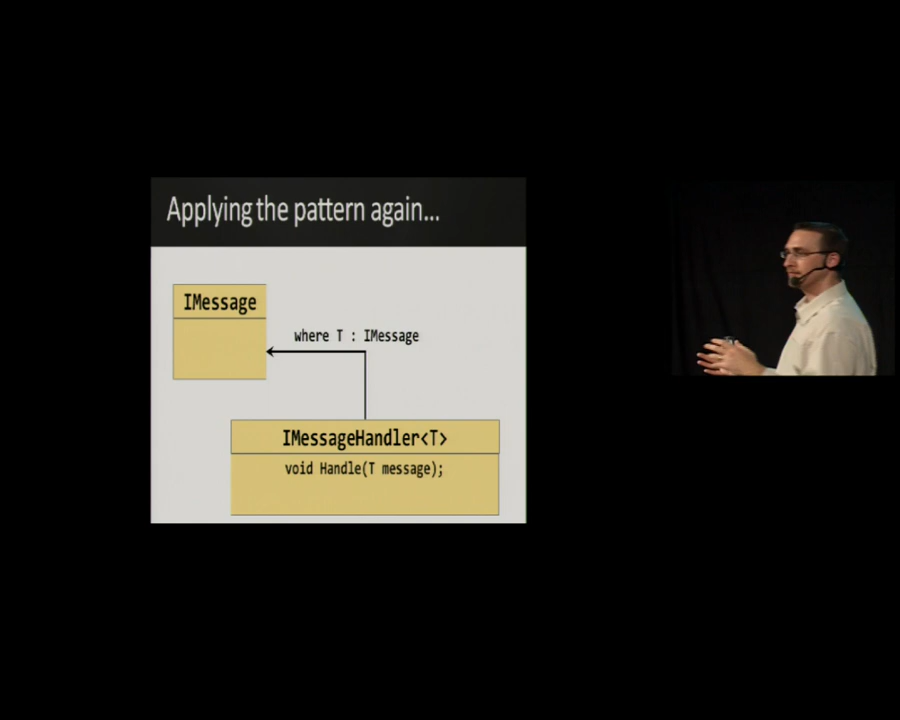 Applying the pattern again...
IMessage
where T : IMessage
IMessageHandler<T>
void Handle(T message);